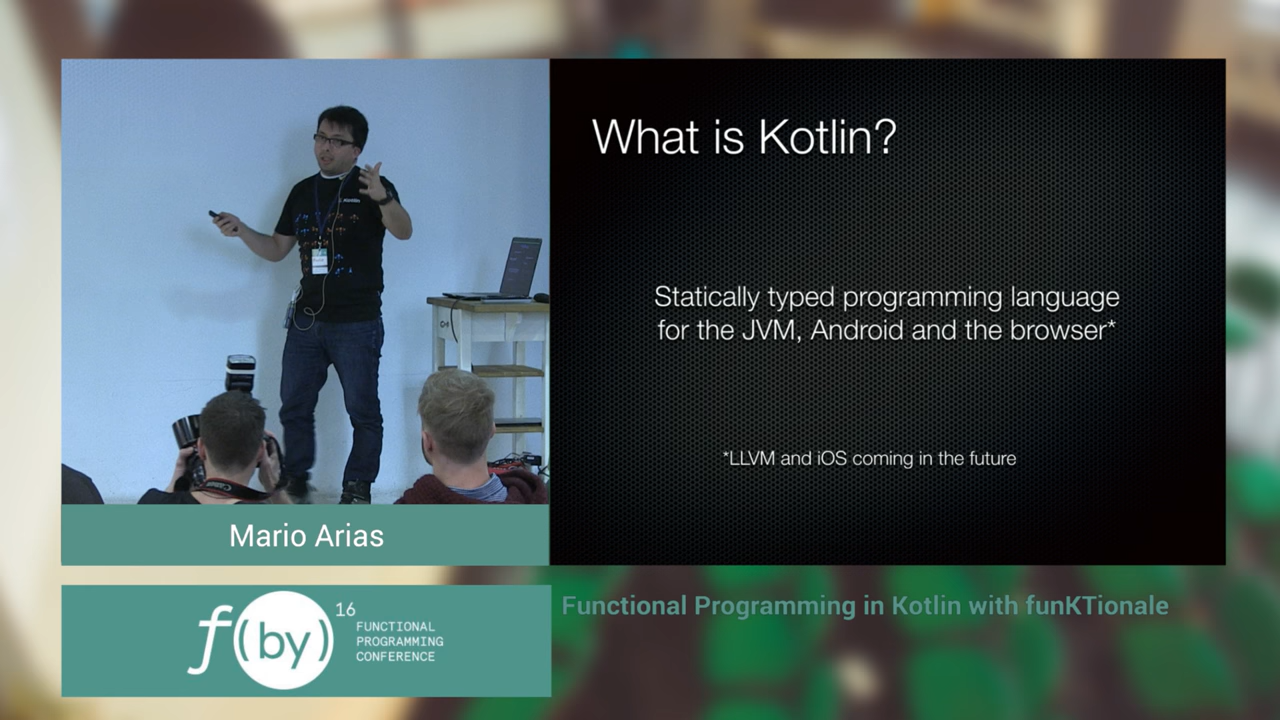 What is Kotlin?
Statically typed programming language
for the JVM, Android and the browser*
*LLVM and iOS coming in the future
Mario Arias
f(by) 16
FUNCTIONAL
PROGRAMMING
CONFERENCE
Functional Programming in Kotlin with funKTionale